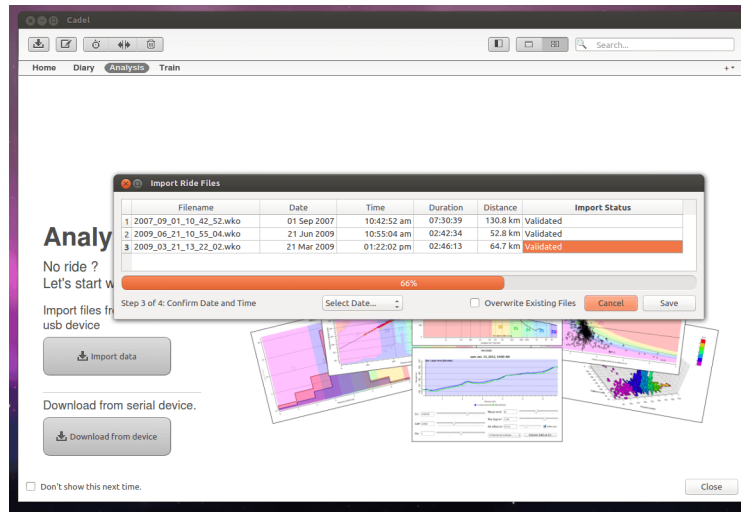 Cadel
Search...
Home Diary Analysis Train
Import Ride Files
Filename Date Time Duration Distance Import Status
1 2007_09_01_10_42_52.wko 01 Sep 2007 10:42:52 am 07:30:39 130.8 km Validated
2 2009_06_21_10_55_04.wko 21 Jun 2009 10:55:04 am 02:42:34 52.8 km Validated
3 2009_03_21_13_22_02.wko 21 Mar 2009 01:22:02 pm 02:46:13 64.7 km Validated
66%
Step 3 of 4: Confirm Date and Time Select Date... Overwrite Existing Files Cancel Save
Analy
No ride ?
Let's start w
Import files fr
usb device
Import data
Download from serial device.
Download from device
Don't show this next time.
Close